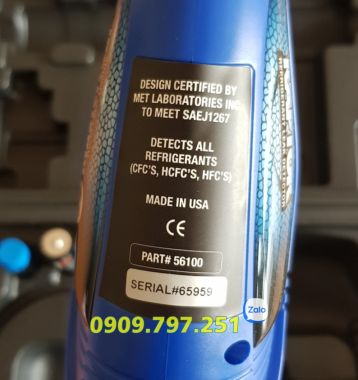 DESIGN CERTIFIED BY
MET LABORATORIES INC
TO MEET SAEJ1267
DETECTS ALL
REFRIGERANTS
(CFC'S, HCFC'S, HFC'S)
MADE IN USA
CE
PART# 56100
SERIAL#65959
Zalo
0909.797.251